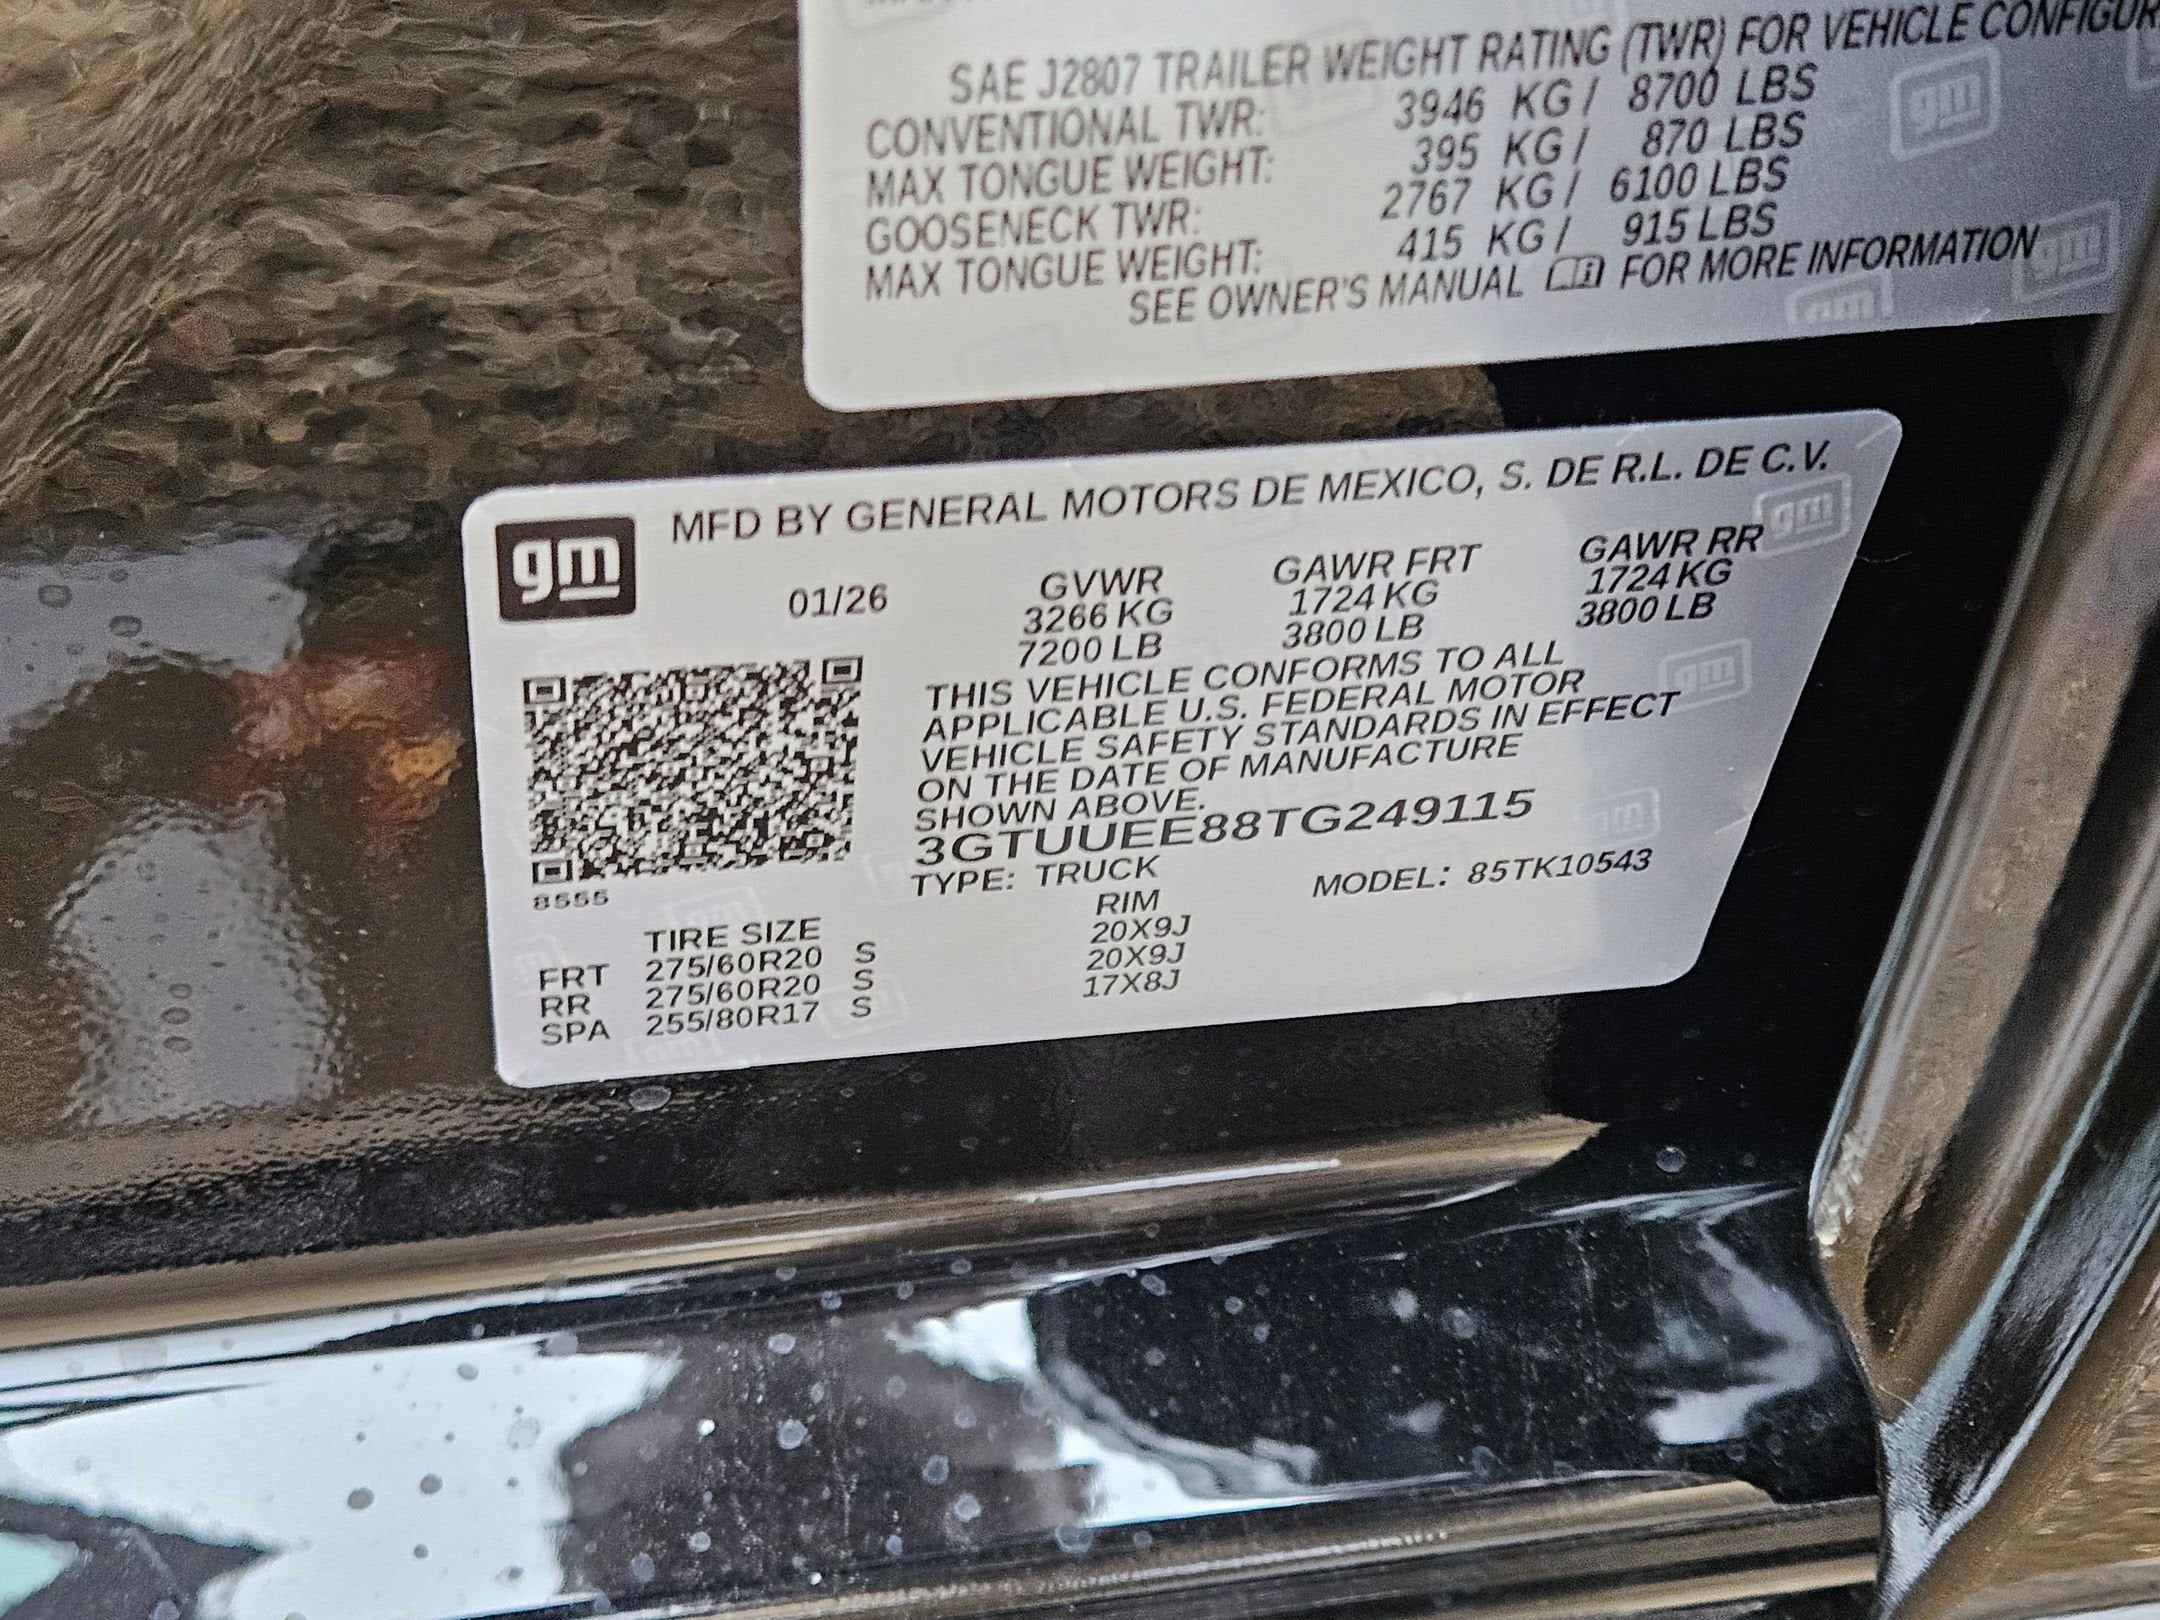 SAE J2807 TRAILER WEIGHT RATING (TWR) FOR VEHICLE
CONVENTIONAL TWR: 3946 KG / 8700 LBS
MAX TONGUE WEIGHT: 395 KG / 870 LBS
GOOSENECK TWR: 2767 KG / 6100 LBS
MAX TONGUE WEIGHT: 415 KG / 915 LBS
SEE OWNER'S MANUAL FOR MORE INFORMATION
gm
MFD BY GENERAL MOTORS DE MEXICO, S. DE R.L. DE C.V.
01/26 GVWR GAWR FRT GAWR RR
3266 KG 1724 KG 1724 KG
7200 LB 3800 LB 3800 LB
THIS VEHICLE CONFORMS TO ALL
APPLICABLE U.S. FEDERAL MOTOR
VEHICLE SAFETY STANDARDS IN EFFECT
ON THE DATE OF MANUFACTURE
SHOWN ABOVE.
3GTUUEE88TG249115
TYPE: TRUCK MODEL: 85TK10543
8555
TIRE SIZE RIM
FRT 275/60R20 S 20X9J
RR 275/60R20 S 20X9J
SPA 255/80R17 S 17X8J